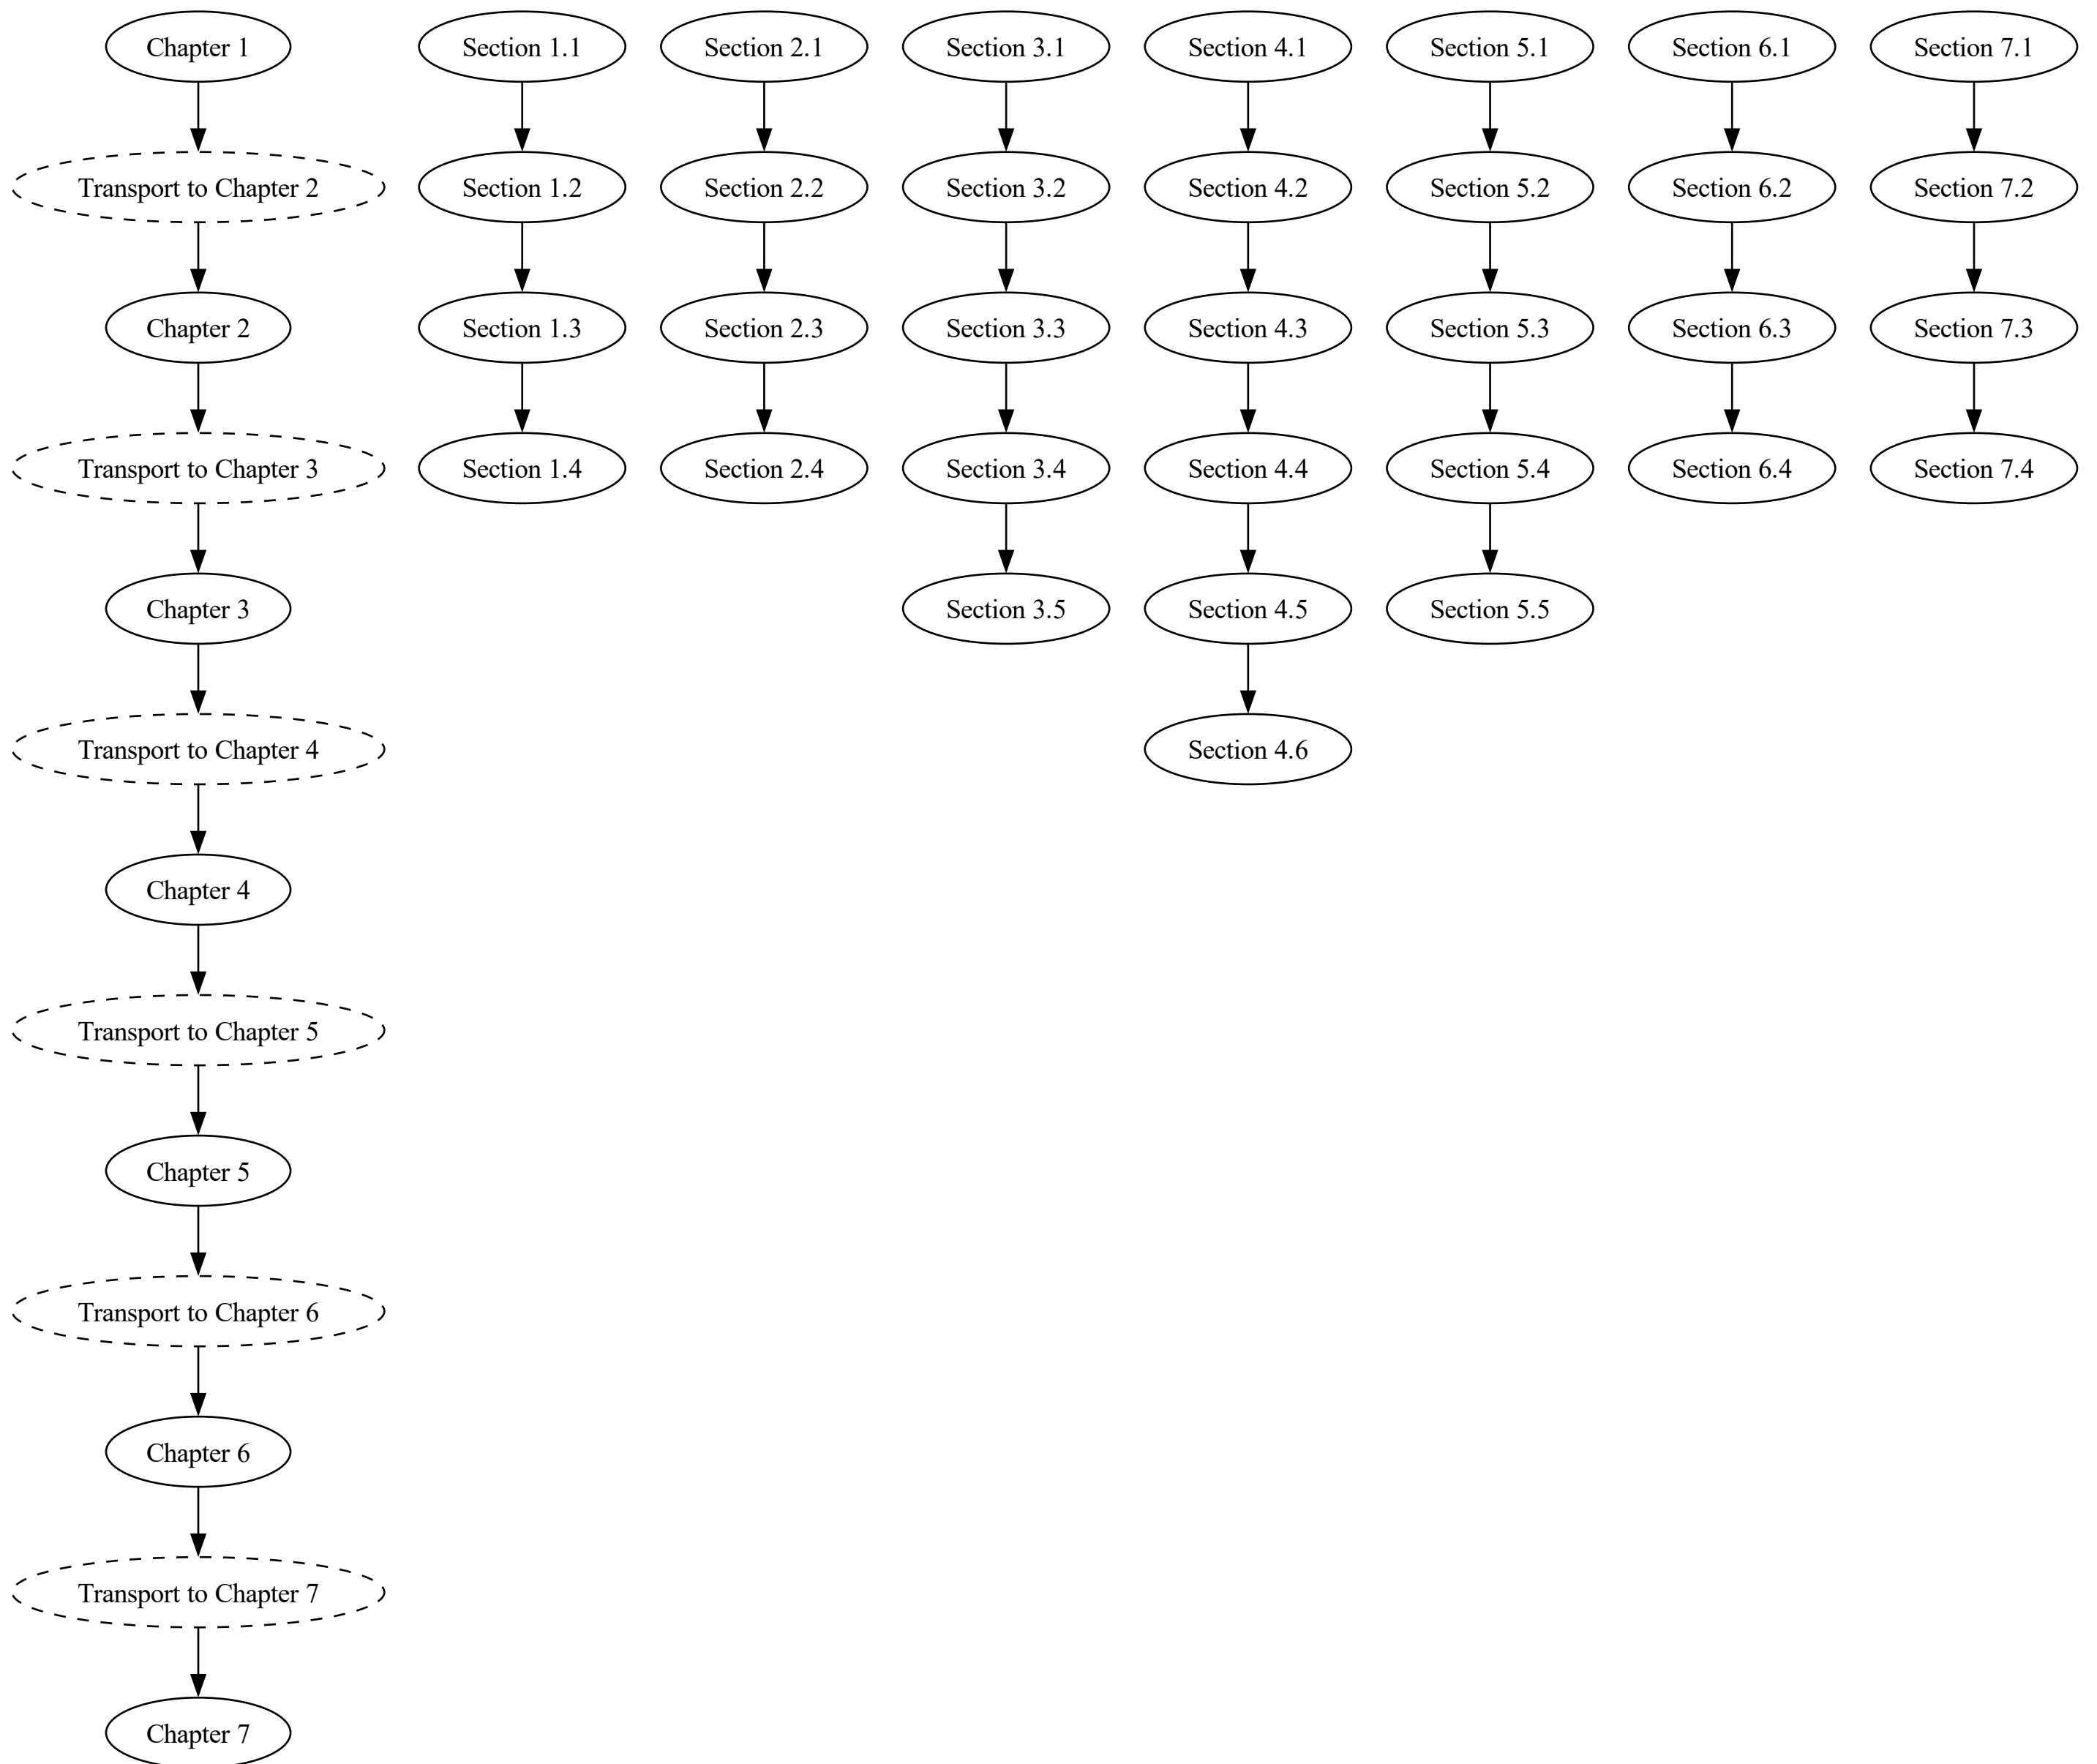 Chapter 1
Transport to Chapter 2
Chapter 2
Transport to Chapter 3
Chapter 3
Transport to Chapter 4
Chapter 4
Transport to Chapter 5
Chapter 5
Transport to Chapter 6
Chapter 6
Transport to Chapter 7
Chapter 7
Section 1.1
Section 1.2
Section 1.3
Section 1.4
Section 2.1
Section 2.2
Section 2.3
Section 2.4
Section 3.1
Section 3.2
Section 3.3
Section 3.4
Section 3.5
Section 4.1
Section 4.2
Section 4.3
Section 4.4
Section 4.5
Section 4.6
Section 5.1
Section 5.2
Section 5.3
Section 5.4
Section 5.5
Section 6.1
Section 6.2
Section 6.3
Section 6.4
Section 7.1
Section 7.2
Section 7.3
Section 7.4